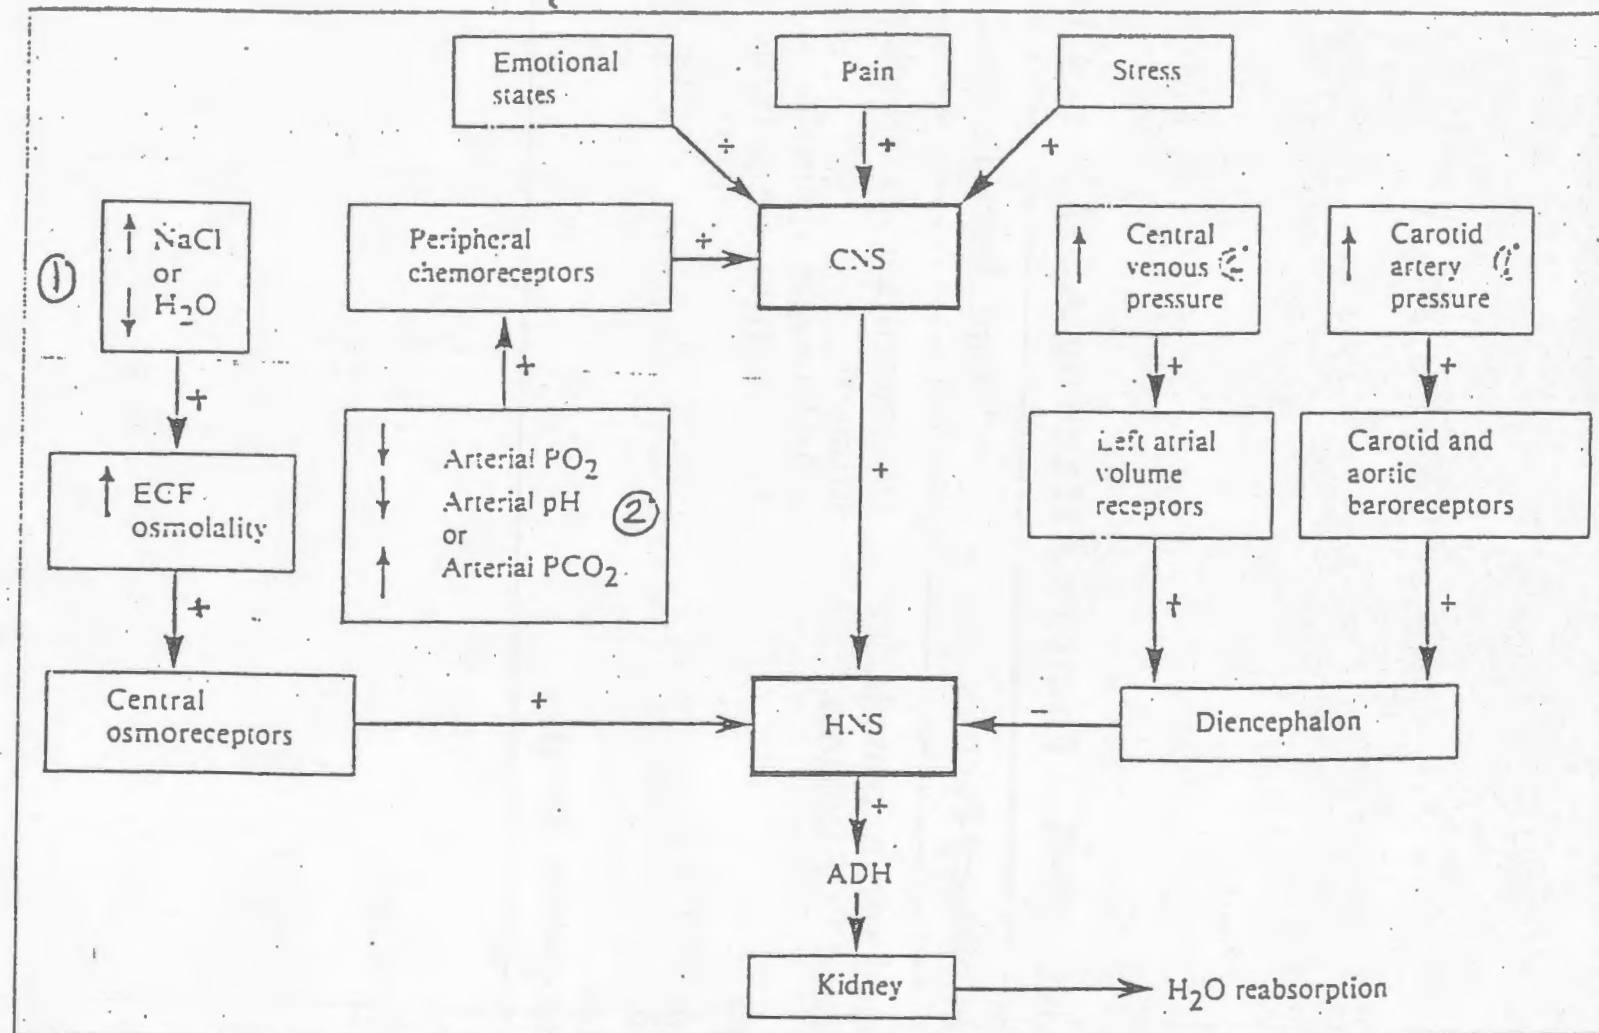 Emotional
states
Pain
Stress
÷
+
+
↑ NaCl
or
↓ H₂O
①
Peripheral
chemoreceptors
÷
CNS
↑ Central
venous
pressure
↑ Carotid
artery
pressure
+
+
+
+
↑ ECF
osmolality
↓ Arterial PO₂
↓ Arterial pH
or
↑ Arterial PCO₂
②
+
Left atrial
volume
receptors
Carotid and
aortic
baroreceptors
+
+
+
Central
osmoreceptors
+
HNS
−
Diencephalon
÷
ADH
Kidney
H₂O reabsorption